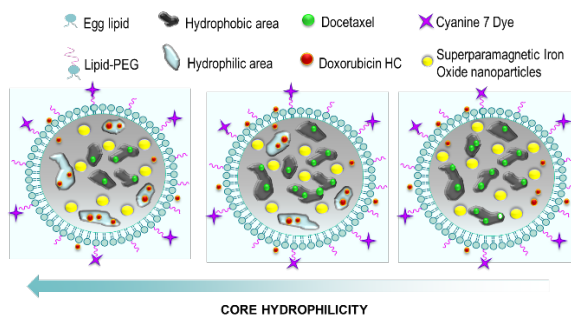 Egg lipid
Hydrophobic area
Docetaxel
Cyanine 7 Dye
Lipid-PEG
Hydrophilic area
Doxorubicin HC
Superparamagnetic Iron
Oxide nanoparticles
CORE HYDROPHILICITY